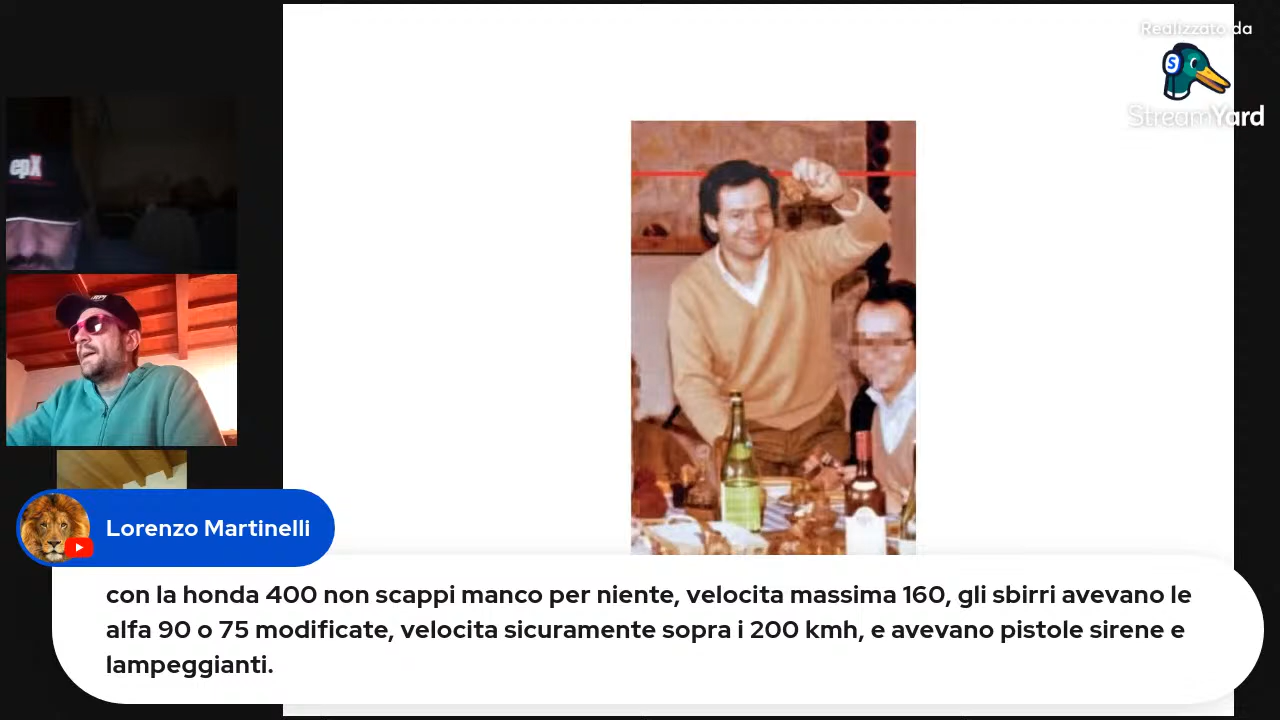 Realizzato da
StreamYard
epX
Lorenzo Martinelli
con la honda 400 non scappi manco per niente, velocita massima 160, gli sbirri avevano le
alfa 90 o 75 modificate, velocita sicuramente sopra i 200 kmh, e avevano pistole sirene e
lampeggianti.